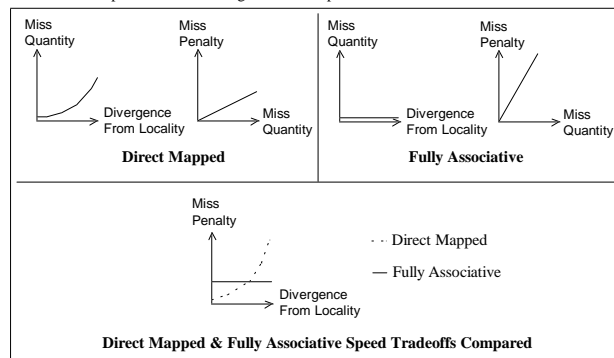 Miss
Quantity
Divergence
From Locality
Miss
Penalty
Miss
Quantity
Direct Mapped
Miss
Quantity
Divergence
From Locality
Miss
Penalty
Miss
Quantity
Fully Associative
Miss
Penalty
Divergence
From Locality
Direct Mapped
Fully Associative
Direct Mapped & Fully Associative Speed Tradeoffs Compared